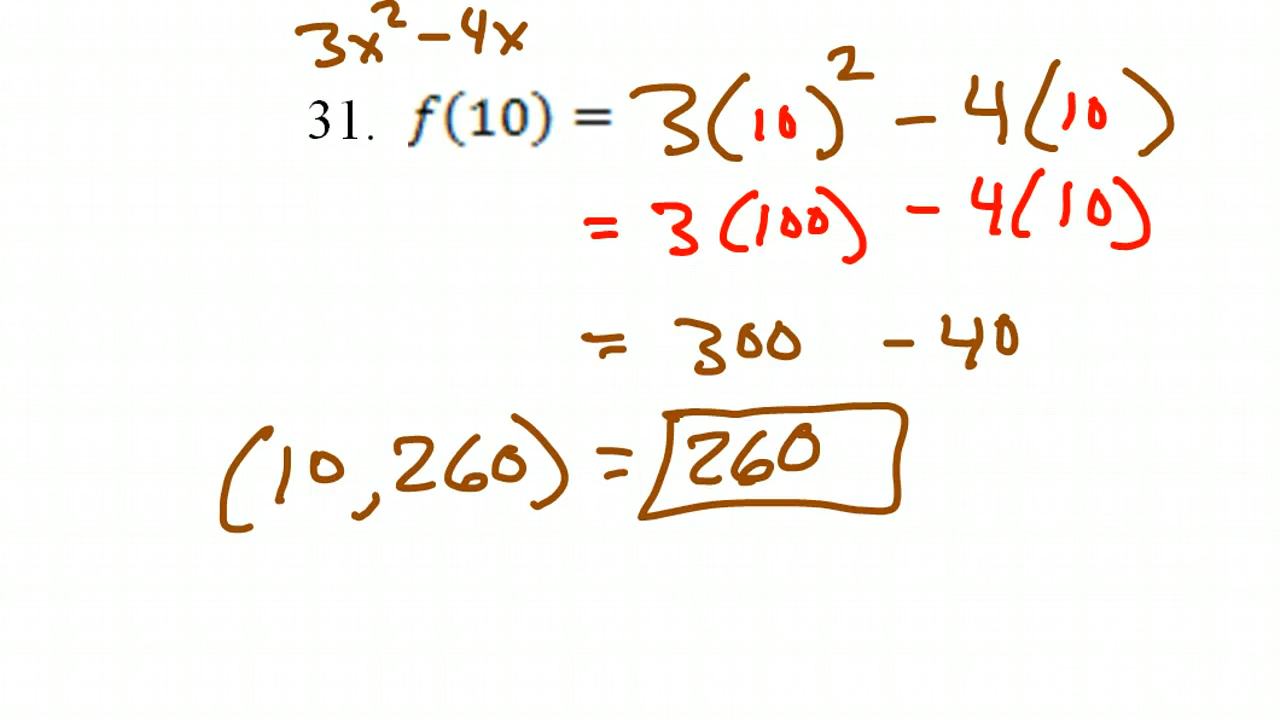 3x² - 4x
31. f(10) = 3(10)² - 4(10)
= 3(100) - 4(10)
= 300 - 40
(10, 260) = 260